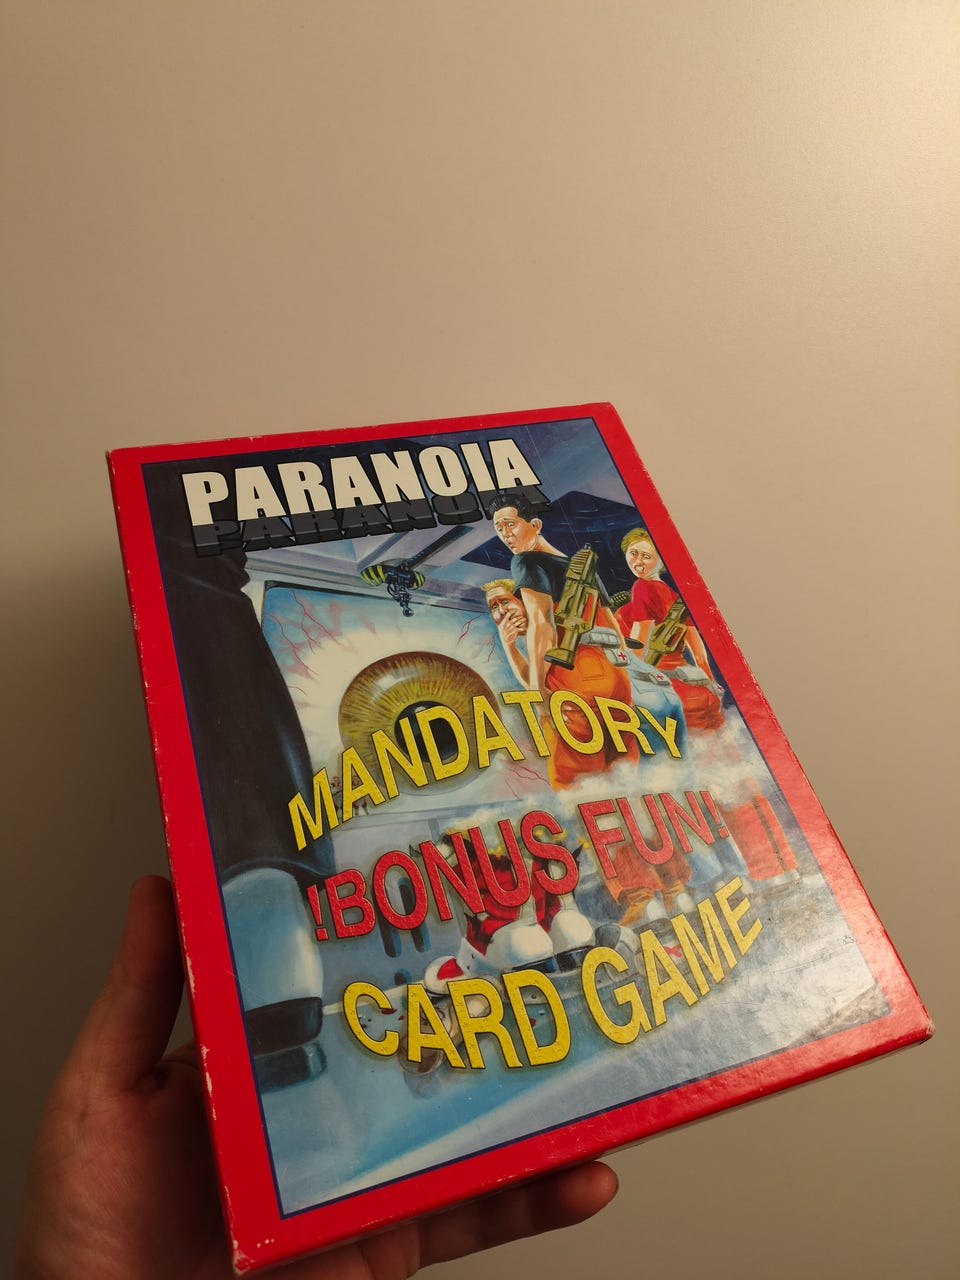 PARANOIA
MANDATORY
!BONUS FUN!
CARD GAME